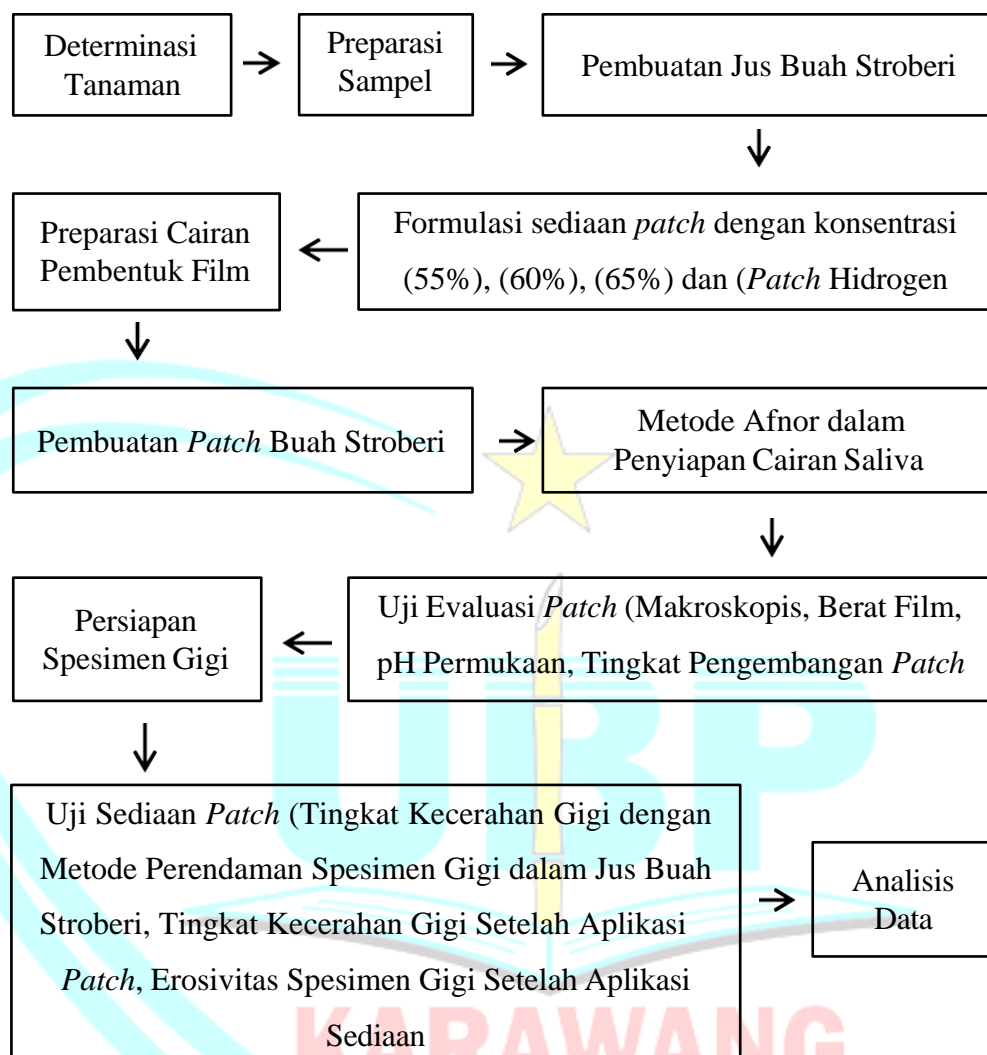 Determinasi
Tanaman
Preparasi
Sampel
Pembuatan Jus Buah Stroberi
Formulasi sediaan patch dengan konsentrasi
(55%), (60%), (65%) dan (Patch Hidrogen
Preparasi Cairan
Pembentuk Film
Pembuatan Patch Buah Stroberi
Metode Afnor dalam
Penyiapan Cairan Saliva
Uji Evaluasi Patch (Makroskopis, Berat Film,
pH Permukaan, Tingkat Pengembangan Patch
Persiapan
Spesimen Gigi
Uji Sediaan Patch (Tingkat Kecerahan Gigi dengan
Metode Perendaman Spesimen Gigi dalam Jus Buah
Stroberi, Tingkat Kecerahan Gigi Setelah Aplikasi
Patch, Erosivitas Spesimen Gigi Setelah Aplikasi
Sediaan
Analisis
Data
UBP
KARAWANG